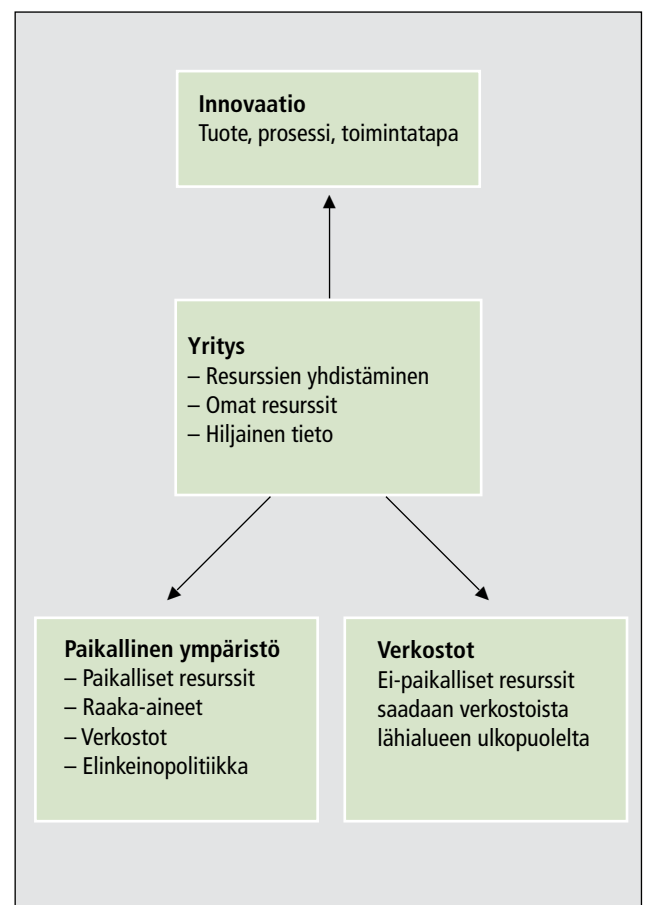 Innovaatio
Tuote, prosessi, toimintatapa
Yritys
– Resurssien yhdistäminen
– Omat resurssit
– Hiljainen tieto
Paikallinen ympäristö
– Paikalliset resurssit
– Raaka-aineet
– Verkostot
– Elinkeinopolitiikka
Verkostot
Ei-paikalliset resurssit
saadaan verkostoista
lähialueen ulkopuolelta